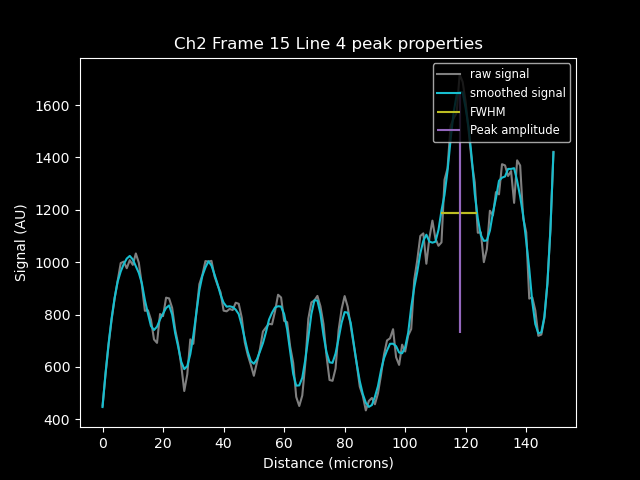 Ch2 Frame 15 Line 4 peak properties
raw signal
smoothed signal
FWHM
Peak amplitude
Signal (AU)
1600
1400
1200
1000
800
600
400
0 20 40 60 80 100 120 140
Distance (microns)